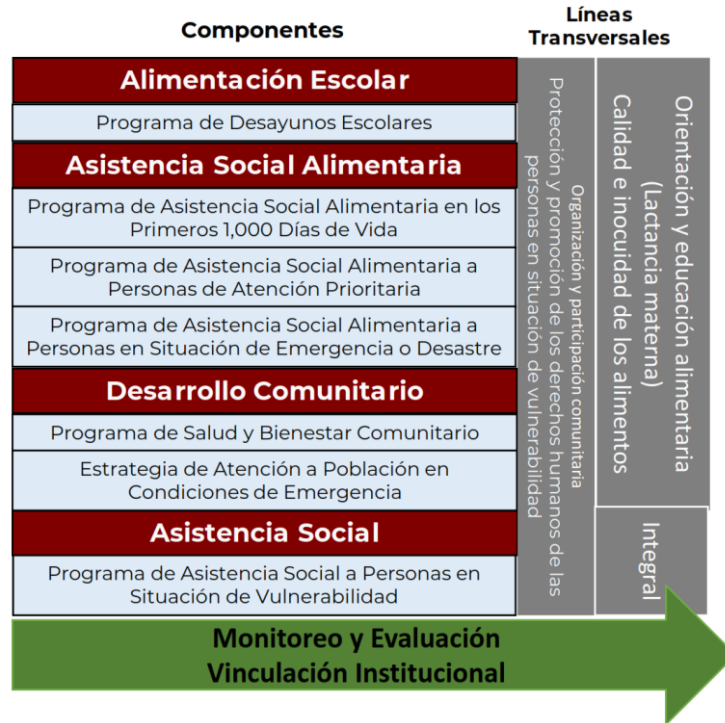 Componentes
Líneas
Transversales
Alimentación Escolar
Programa de Desayunos Escolares
Asistencia Social Alimentaria
Programa de Asistencia Social Alimentaria en los
Primeros 1,000 Días de Vida
Programa de Asistencia Social Alimentaria a
Personas de Atención Prioritaria
Programa de Asistencia Social Alimentaria a
Personas en Situación de Emergencia o Desastre
Desarrollo Comunitario
Programa de Salud y Bienestar Comunitario
Estrategia de Atención a Población en
Condiciones de Emergencia
Asistencia Social
Programa de Asistencia Social a Personas en
Situación de Vulnerabilidad
Organización y participación comunitaria
Protección y promoción de los derechos humanos de las
personas en situación de vulnerabilidad
Orientación y educación alimentaria
(Lactancia materna)
Calidad e inocuidad de los alimentos
Integral
Monitoreo y Evaluación
Vinculación Institucional